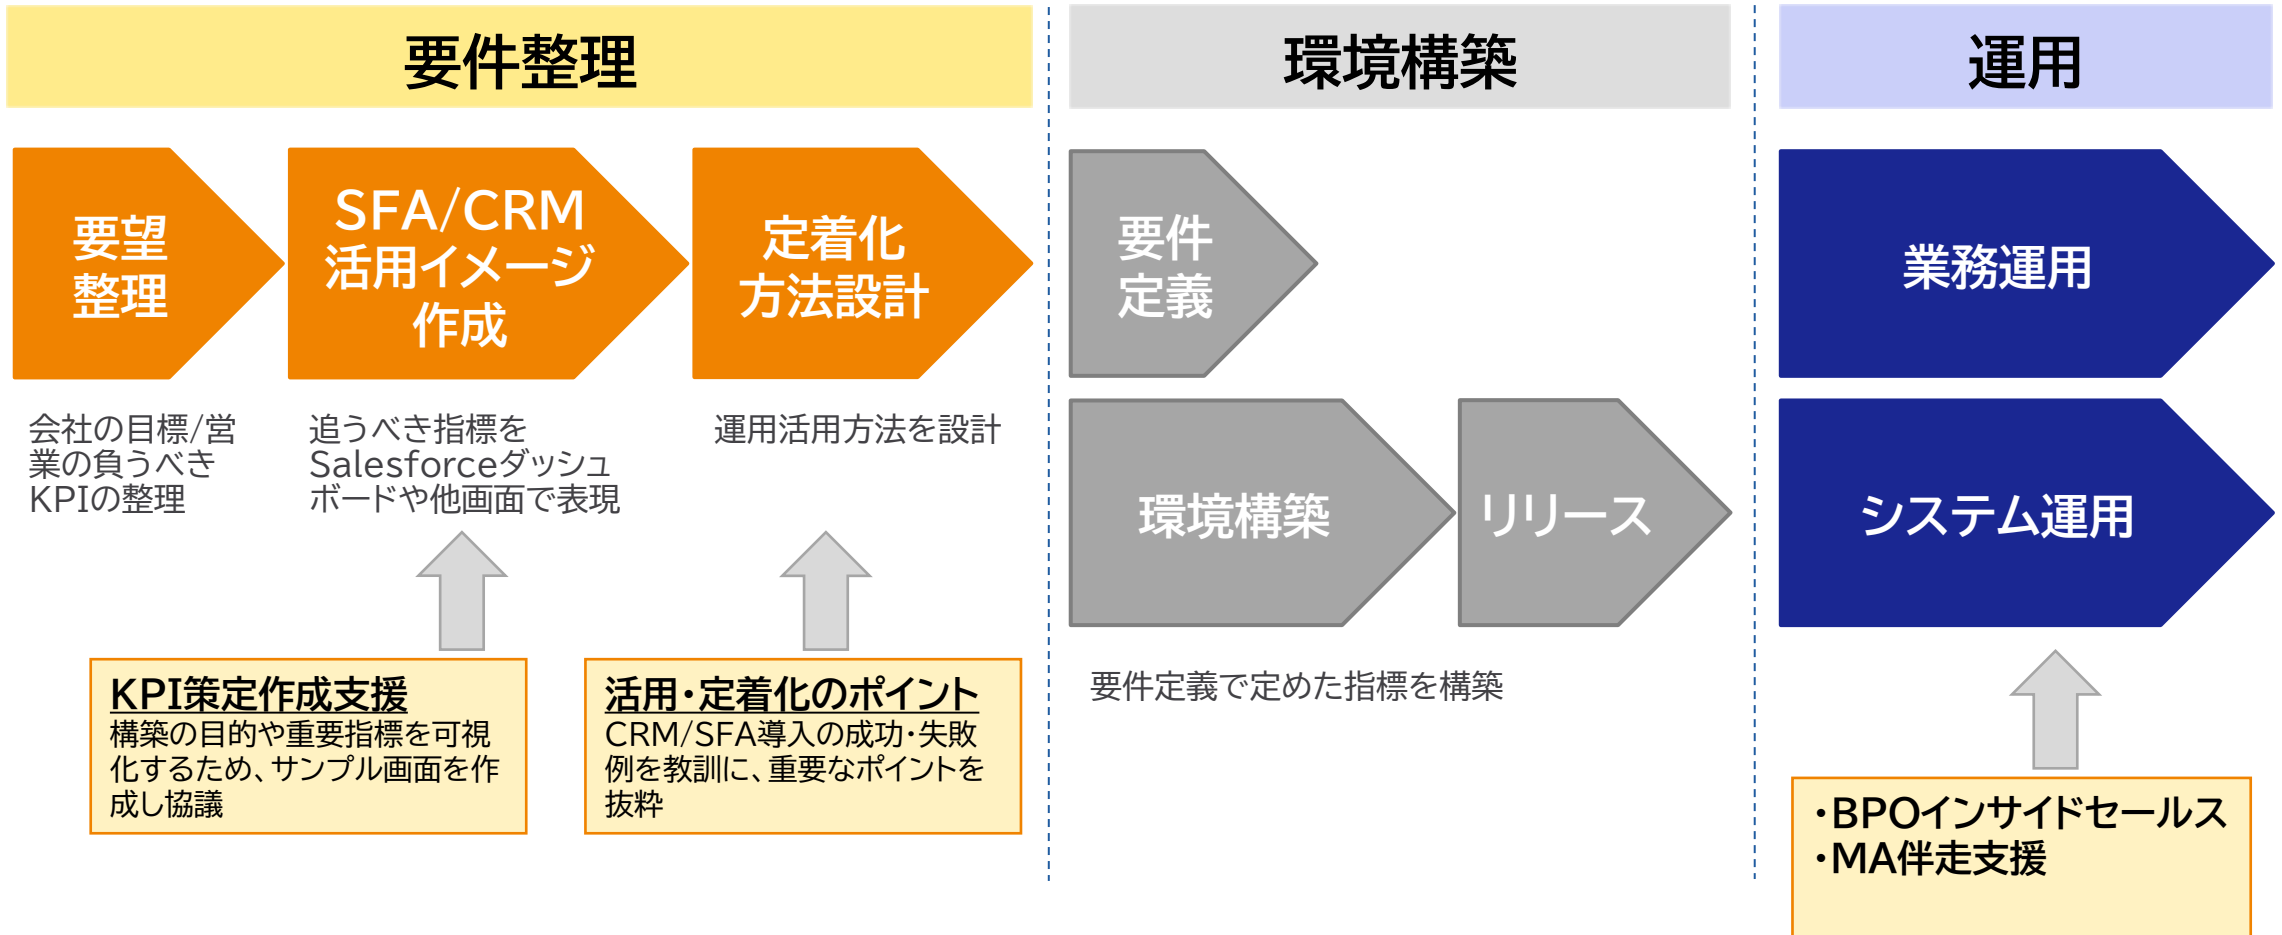 要件整理
環境構築
運用
要望
整理
SFA/CRM
活用イメージ
作成
定着化
方法設計
要件
定義
業務運用
会社の目標/営
業の負うべき
KPIの整理
追うべき指標を
Salesforceダッシュ
ボードや他画面で表現
運用活用方法を設計
環境構築
リリース
システム運用
要件定義で定めた指標を構築
KPI策定作成支援
構築の目的や重要指標を可視
化するため、サンプル画面を作
成し協議
活用・定着化のポイント
CRM/SFA導入の成功・失敗
例を教訓に、重要なポイントを
抜粋
・BPOインサイドセールス
・MA伴走支援